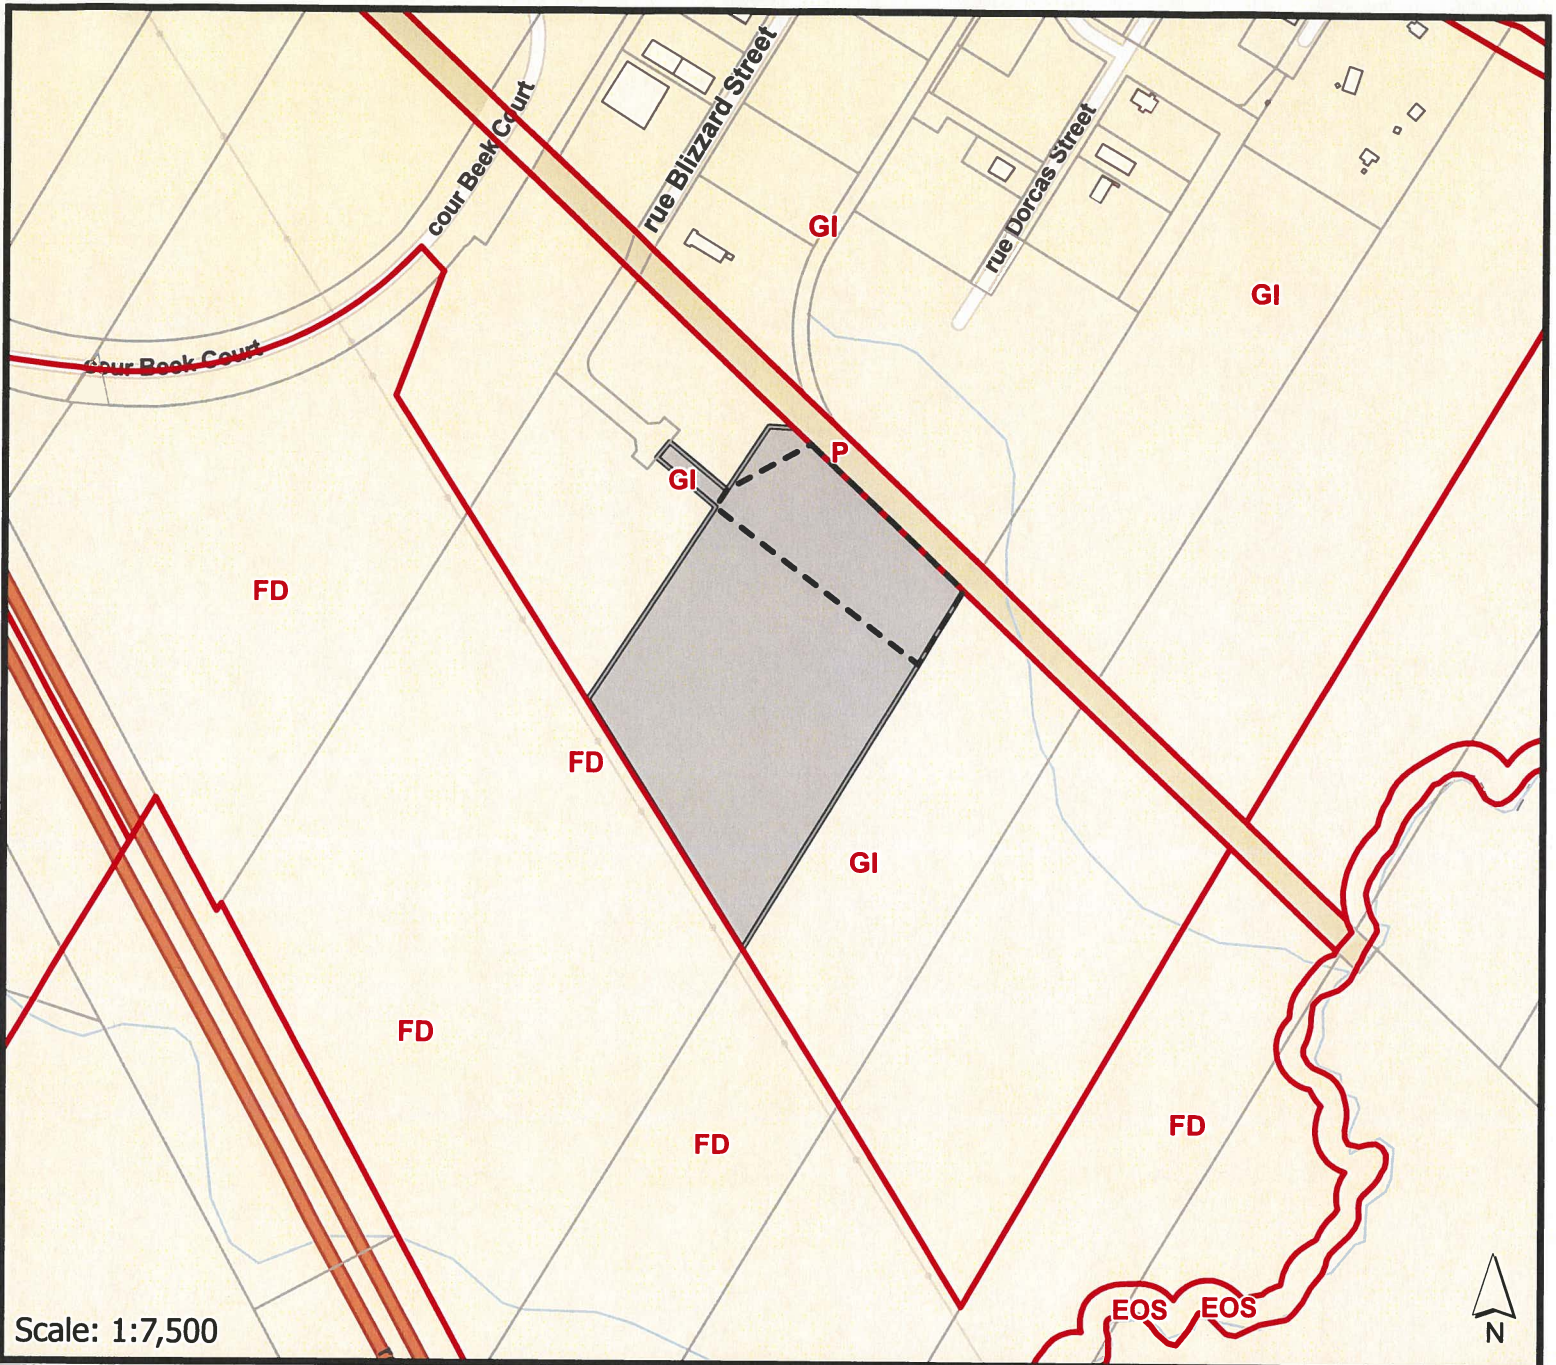 cour Beek Court
rue Blizzard Street
rue Dorcas Street
GI
GI
cour Beek Court
P
GI
FD
FD
GI
FD
FD
FD
EOS
EOS
Scale: 1:7,500
N